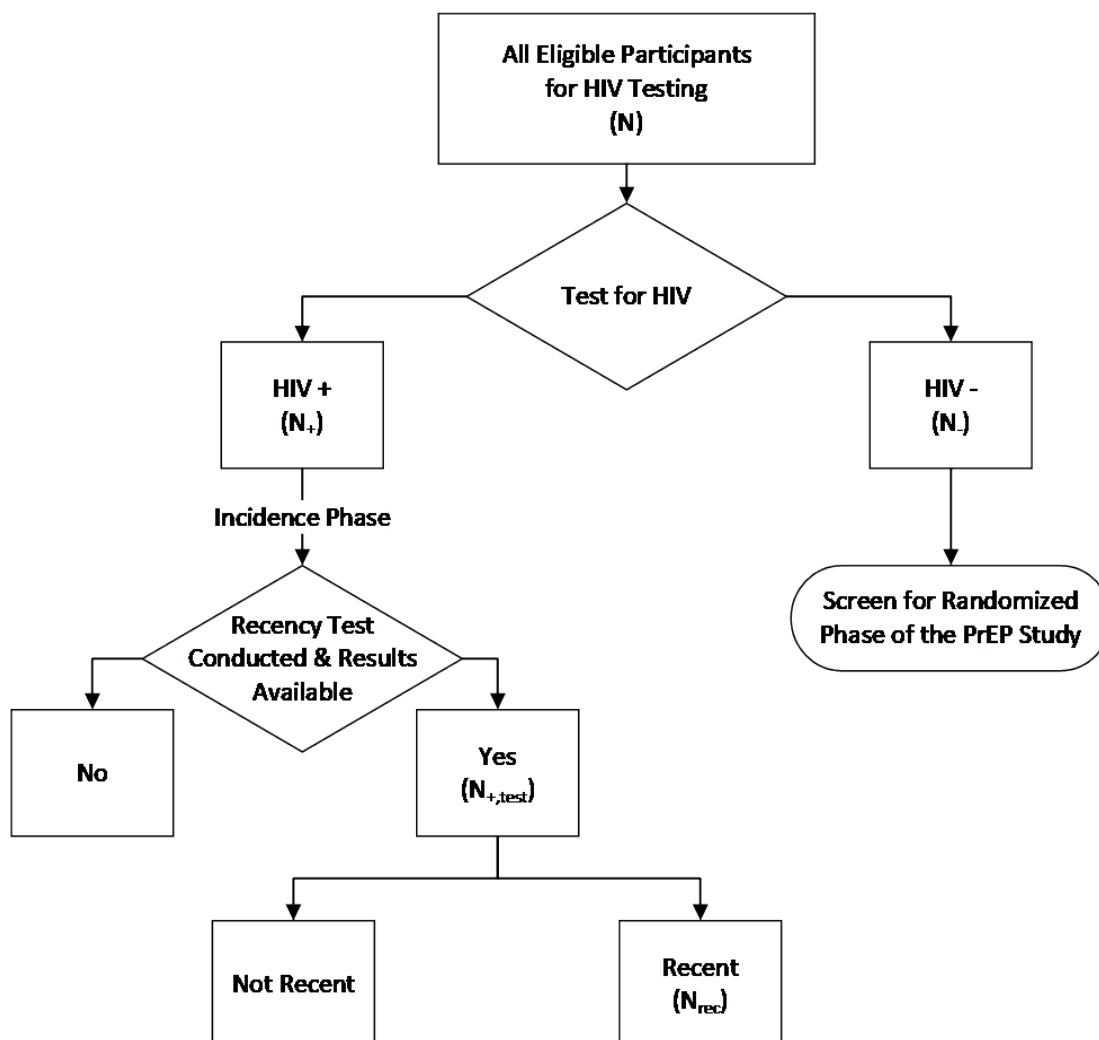 All Eligible Participants
for HIV Testing
(N)
Test for HIV
HIV +
(N₊)
HIV -
(N₋)
Incidence Phase
Recency Test
Conducted & Results
Available
Screen for Randomized
Phase of the PrEP Study
No
Yes
(N₊,test)
Not Recent
Recent
(Nrec)